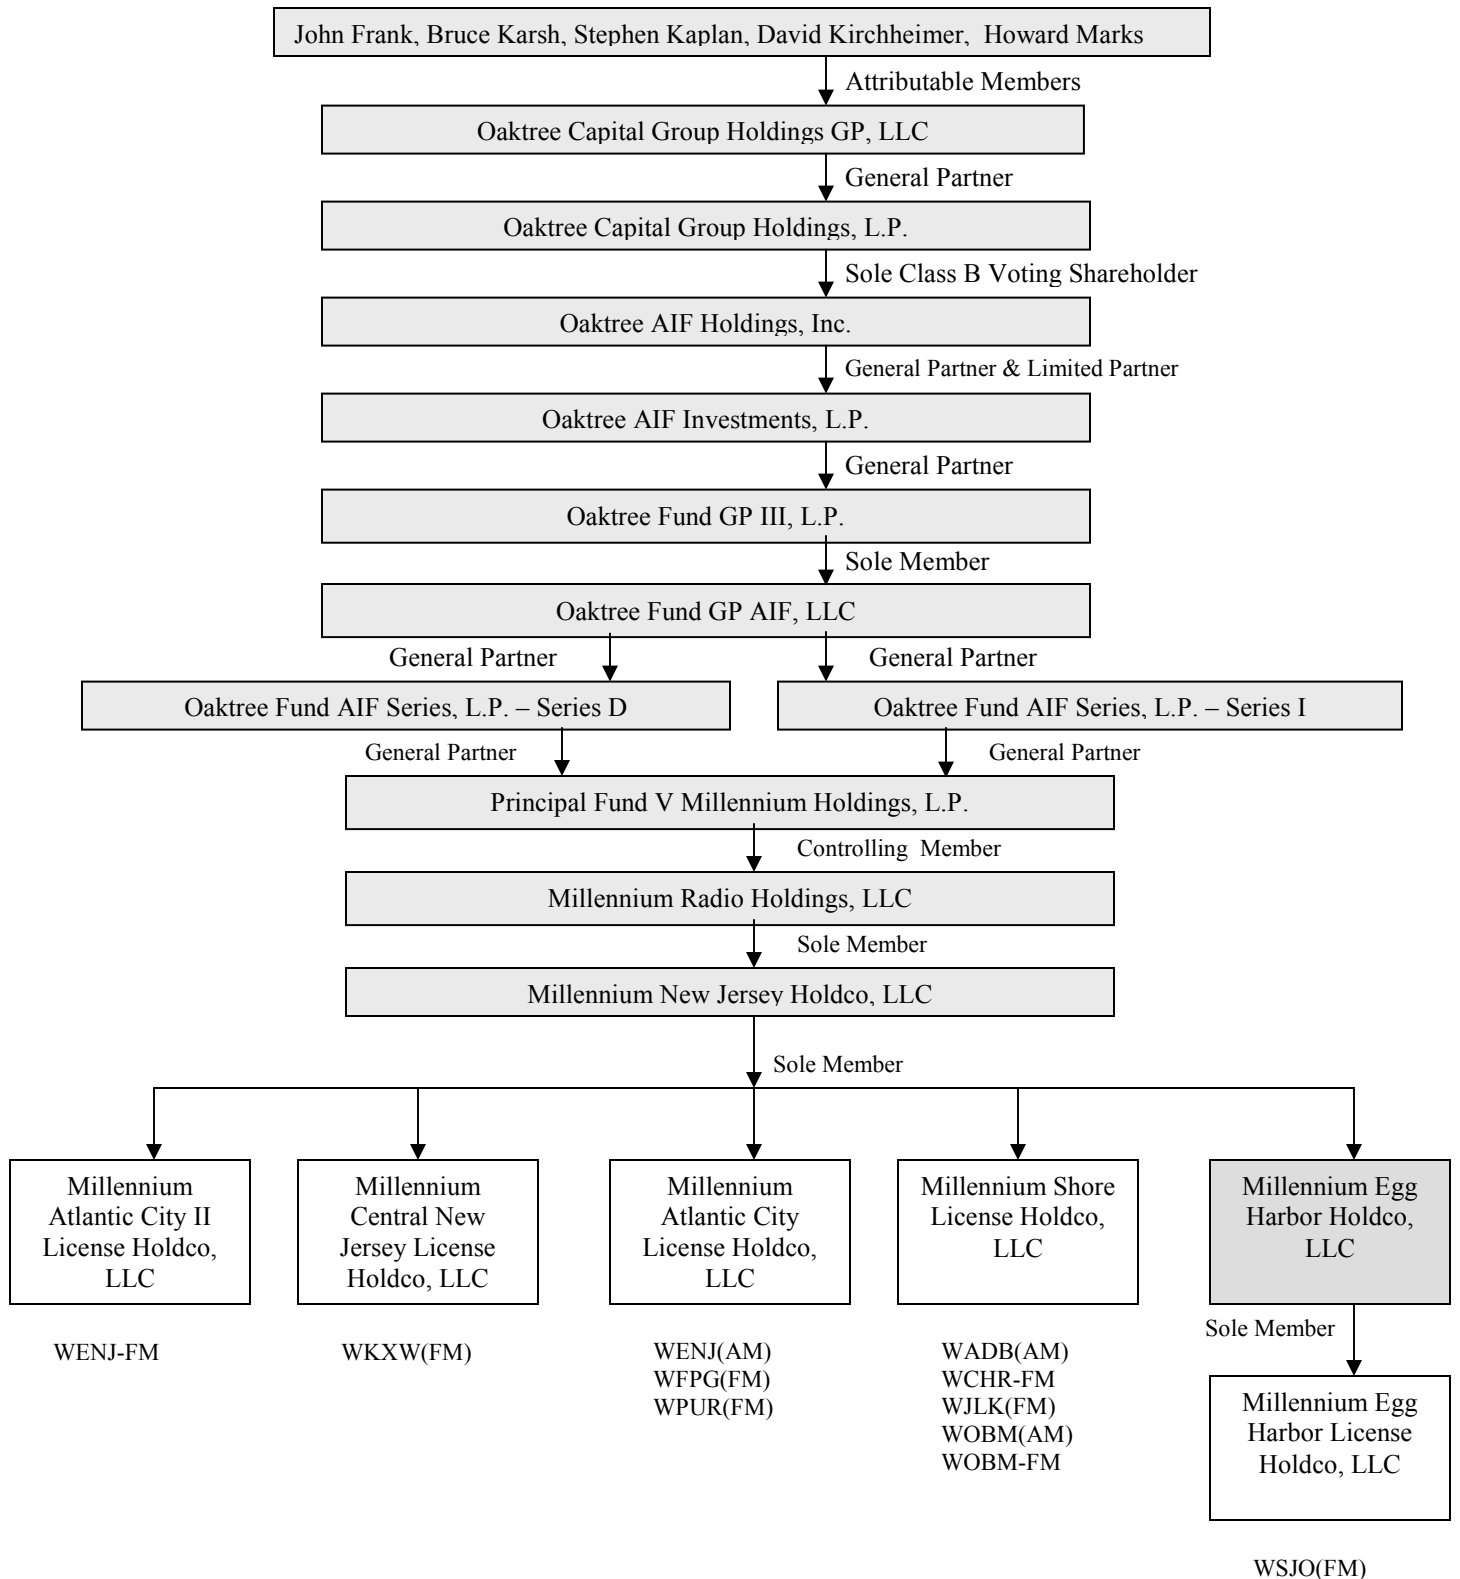 John Frank, Bruce Karsh, Stephen Kaplan, David Kirchheimer, Howard Marks
Attributable Members
Oaktree Capital Group Holdings GP, LLC
General Partner
Oaktree Capital Group Holdings, L.P.
Sole Class B Voting Shareholder
Oaktree AIF Holdings, Inc.
General Partner & Limited Partner
Oaktree AIF Investments, L.P.
General Partner
Oaktree Fund GP III, L.P.
Sole Member
Oaktree Fund GP AIF, LLC
General Partner
General Partner
Oaktree Fund AIF Series, L.P. – Series D
Oaktree Fund AIF Series, L.P. – Series I
General Partner
General Partner
Principal Fund V Millennium Holdings, L.P.
Controlling Member
Millennium Radio Holdings, LLC
Sole Member
Millennium New Jersey Holdco, LLC
Sole Member
Millennium
Atlantic City II
License Holdco,
LLC
WENJ-FM
Millennium
Central New
Jersey License
Holdco, LLC
WKXW(FM)
Millennium
Atlantic City
License Holdco,
LLC
WENJ(AM)
WFPG(FM)
WPUR(FM)
Millennium Shore
License Holdco,
LLC
WADB(AM)
WCHR-FM
WJLK(FM)
WOBM(AM)
WOBM-FM
Millennium Egg
Harbor Holdco,
LLC
Sole Member
Millennium Egg
Harbor License
Holdco, LLC
WSJO(FM)